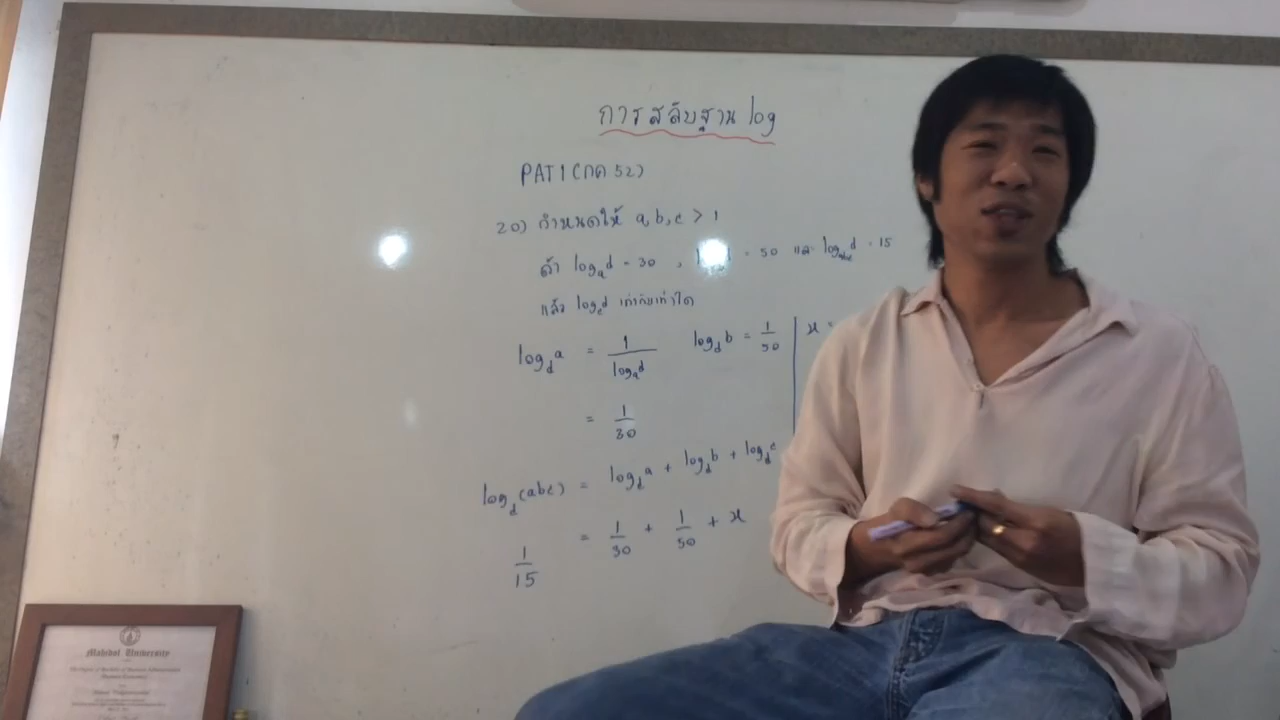 การสลับฐาน log
PAT1 (กค 52)
20) กำหนดให้ a,b,c > 1
ถ้า log_a d = 30 , = 50 และ log_abc d = 15
แล้ว log_c d เท่ากับเท่าใด
log_d a = 1/log_a d log_d b = 1/50 x =
= 1/30
log_d (abc) = log_d a + log_d b + log_d c
1/15 = 1/30 + 1/50 + x
Mahidol University